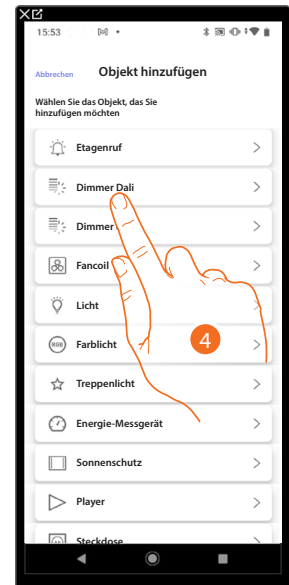 15:53
Abbrechen Objekt hinzufügen
Wählen Sie das Objekt, das Sie
hinzufügen möchten
Etagenruf
Dimmer Dali
Dimmer
Fancoil
Licht
RGB Farblicht
4
Treppenlicht
Energie-Messgerät
Sonnenschutz
Player
Steckdose